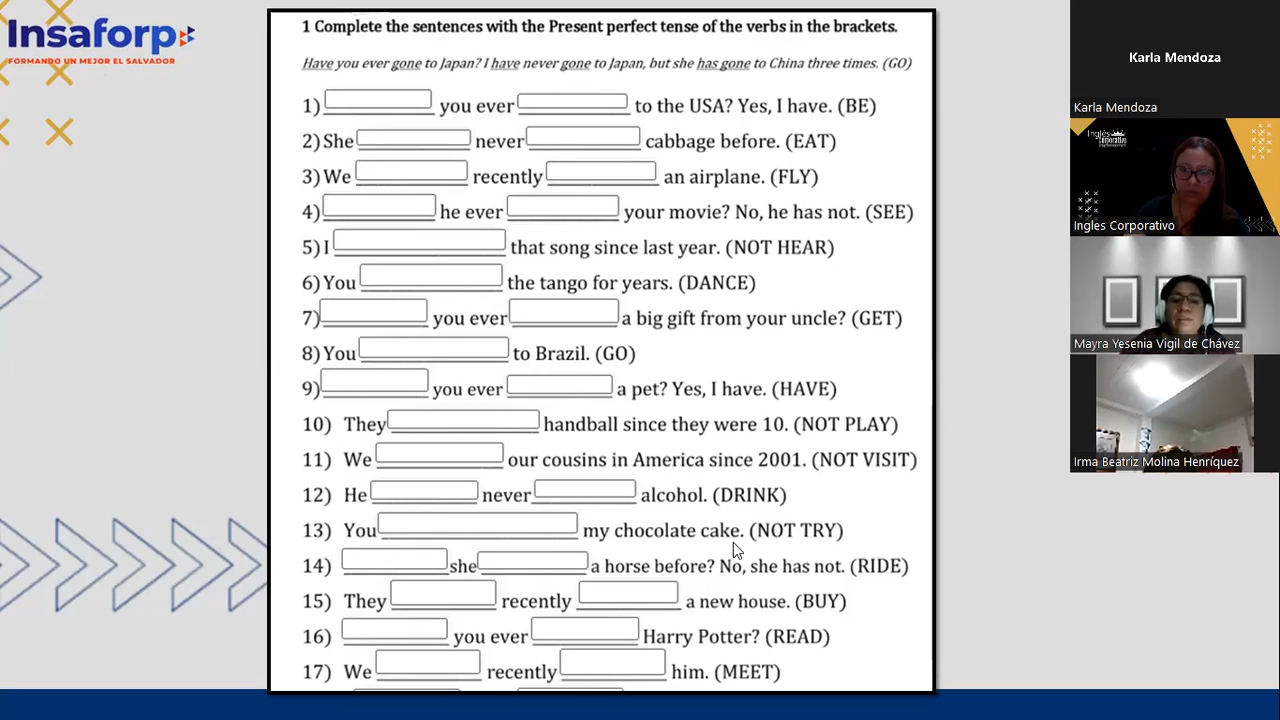 Insaforp
FORMANDO UN MEJOR EL SALVADOR
1 Complete the sentences with the Present perfect tense of the verbs in the brackets.
Have you ever gone to Japan? I have never gone to Japan, but she has gone to China three times. (GO)
1) you ever to the USA? Yes, I have. (BE)
2) She never cabbage before. (EAT)
3) We recently an airplane. (FLY)
4) he ever your movie? No, he has not. (SEE)
5) I that song since last year. (NOT HEAR)
6) You the tango for years. (DANCE)
7) you ever a big gift from your uncle? (GET)
8) You to Brazil. (GO)
9) you ever a pet? Yes, I have. (HAVE)
10) They handball since they were 10. (NOT PLAY)
11) We our cousins in America since 2001. (NOT VISIT)
12) He never alcohol. (DRINK)
13) You my chocolate cake. (NOT TRY)
14) she a horse before? No, she has not. (RIDE)
15) They recently a new house. (BUY)
16) you ever Harry Potter? (READ)
17) We recently him. (MEET)
Karla Mendoza
Karla Mendoza
Inglés
Corporativo
Ingles Corporativo
Mayra Yesenia Vigil de Chávez
Irma Beatriz Molina Henríquez